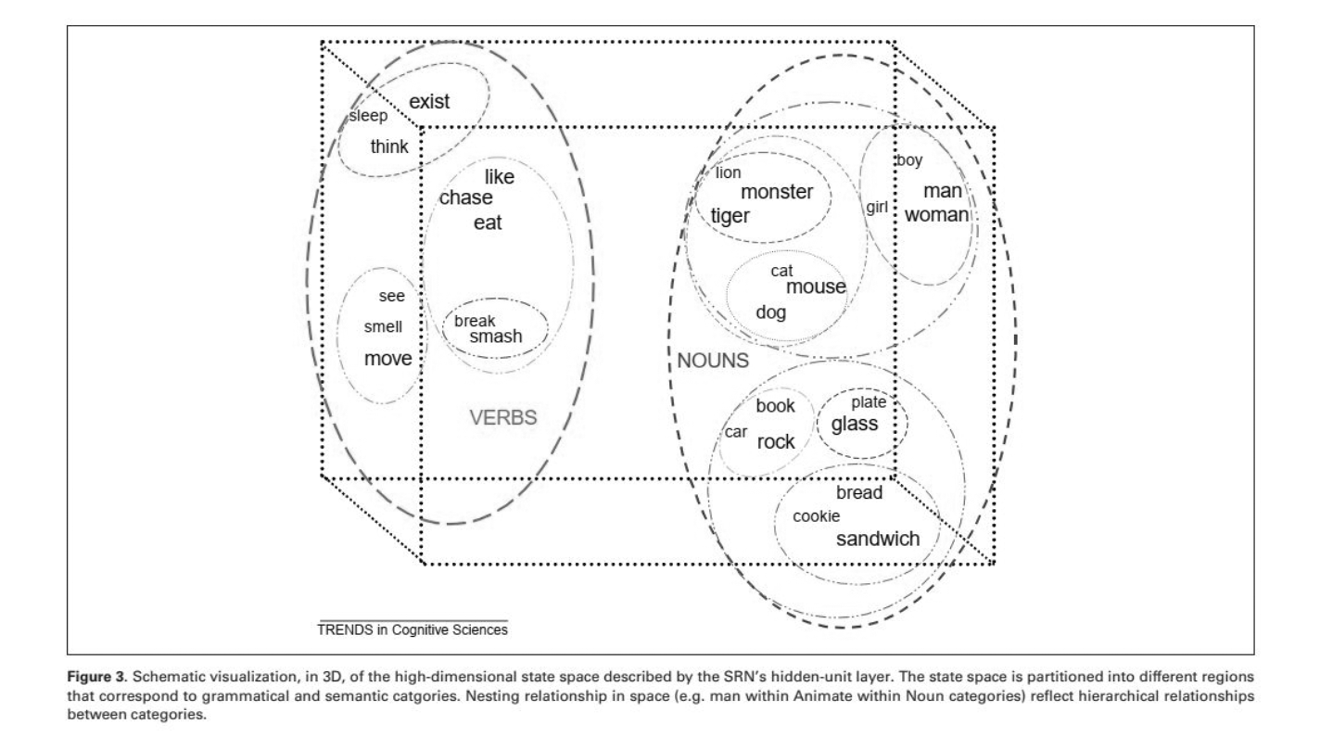 exist
sleep
think
like
chase
eat
see
smell
move
break
smash
VERBS
lion
monster
tiger
cat
mouse
dog
boy
man
girl
woman
NOUNS
book
car
rock
plate
glass
bread
cookie
sandwich
TRENDS in Cognitive Sciences
Figure 3. Schematic visualization, in 3D, of the high-dimensional state space described by the SRN's hidden-unit layer. The state space is partitioned into different regions
that correspond to grammatical and semantic catgories. Nesting relationship in space (e.g. man within Animate within Noun categories) reflect hierarchical relationships
between categories.